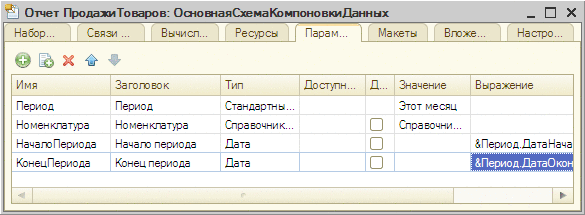 Отчет ПродажиТоваров: ОсновнаяСхемаКомпоновкиДанных
Набор... Связи ... Вычисл... Ресурсы Парам... Макеты Вложе... Настро...
Имя Заголовок Тип Доступн... Д... Значение Выражение
Период Период Стандартны... Этот месяц
Номенклатура Номенклатура Справочник... Справочни...
НачалоПериода Начало периода Дата &Период.ДатаНача
КонецПериода Конец периода Дата &Период.ДатаОкон